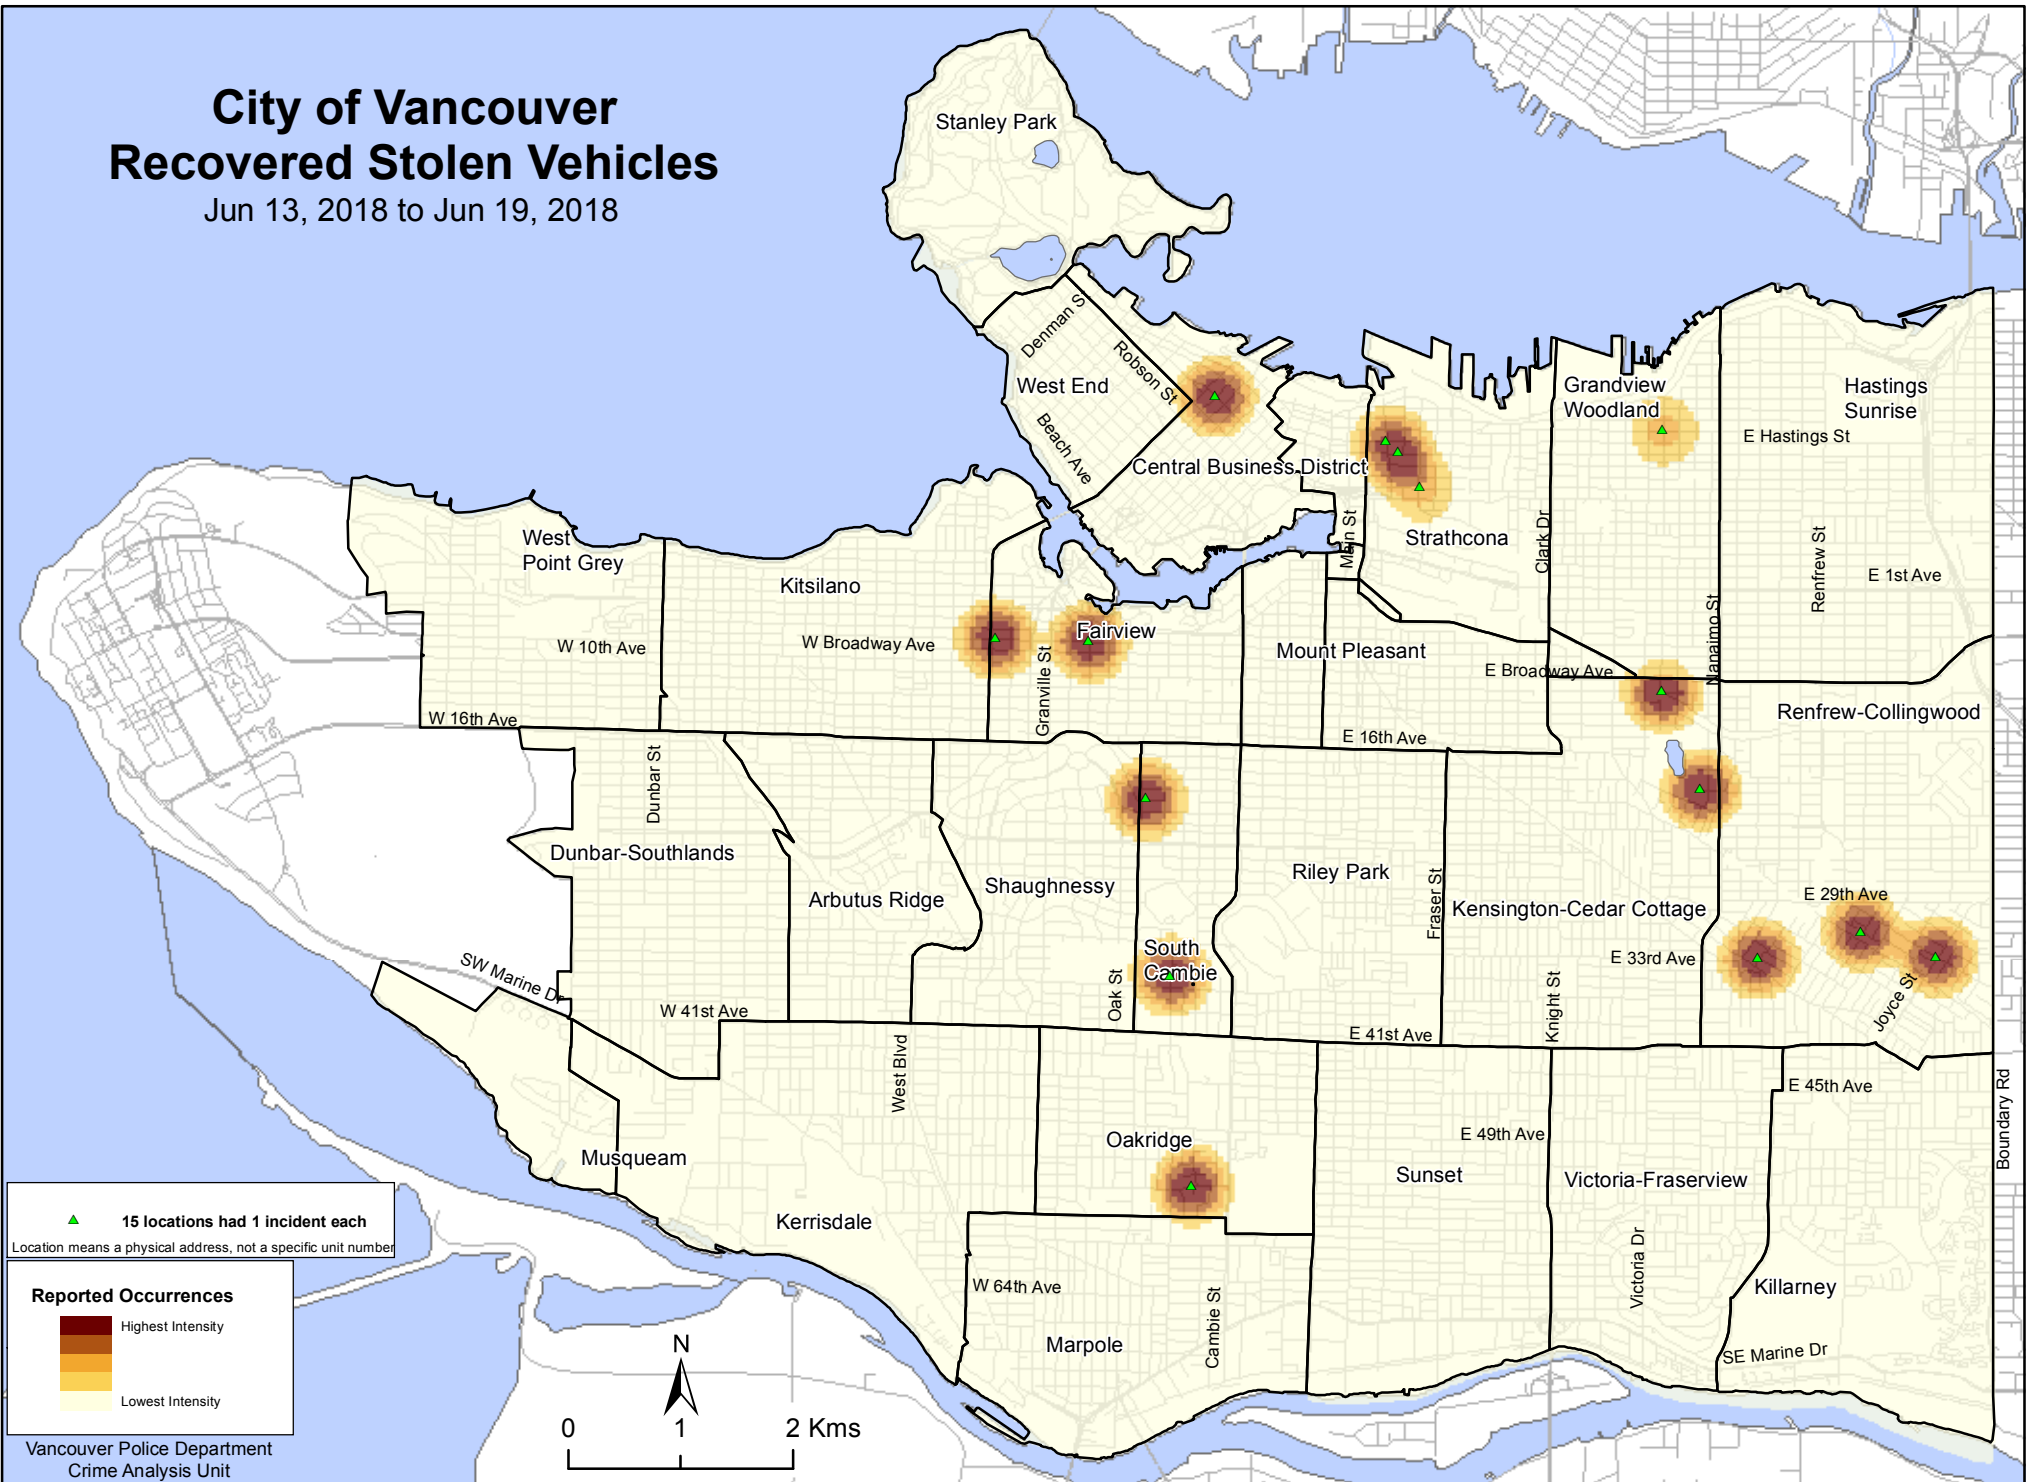 City of Vancouver
Recovered Stolen Vehicles
Jun 13, 2018 to Jun 19, 2018
Stanley Park
Denman S
Robson St
West End
Beach Ave
Central Business District
Grandview
Woodland
Hastings
Sunrise
E Hastings St
Main St
Strathcona
Clark Dr
Nanaimo St
Renfrew St
E 1st Ave
West
Point Grey
Kitsilano
W 10th Ave
W Broadway Ave
Fairview
Granville St
Mount Pleasant
E Broadway Ave
W 16th Ave
E 16th Ave
Renfrew-Collingwood
Dunbar St
Dunbar-Southlands
Arbutus Ridge
Shaughnessy
Riley Park
Fraser St
Kensington-Cedar Cottage
E 29th Ave
South
Cambie
E 33rd Ave
SW Marine Dr
W 41st Ave
Oak St
Knight St
Joyce St
E 41st Ave
West Blvd
E 45th Ave
Boundary Rd
Oakridge
E 49th Ave
Musqueam
Sunset
Victoria-Fraserview
Kerrisdale
Victoria Dr
W 64th Ave
Cambie St
Killarney
Marpole
SE Marine Dr
15 locations had 1 incident each
Location means a physical address, not a specific unit number
Reported Occurrences
Highest Intensity
Lowest Intensity
Vancouver Police Department
Crime Analysis Unit
N
0 1 2 Kms